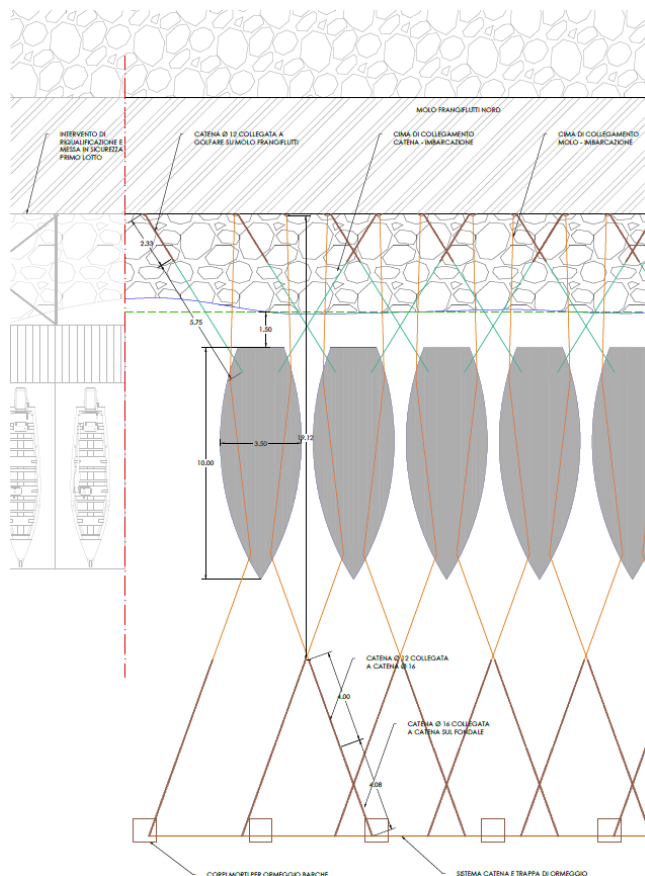 MOLO FRANGIFLUTTI NORD
INTERVENTO DI
RIQUALIFICAZIONE E
MESSA IN SICUREZZA
PRIMO LOTTO
CATENA Ø 12 COLLEGATA A
GOLFARE SU MOLO FRANGIFLUTTI
CIMA DI COLLEGAMENTO
CATENA - IMBARCAZIONE
CIMA DI COLLEGAMENTO
MOLO - IMBARCAZIONE
2.33
5.75
1.50
3.50
19.12
10.00
CATENA Ø 12 COLLEGATA
A CATENA Ø 16
4.00
CATENA Ø 16 COLLEGATA
A CATENA SUL FONDALE
4.08
CORPI MORTI PER ORMEGGIO BARCHE
SISTEMA CATENA E TRAPPA DI ORMEGGIO